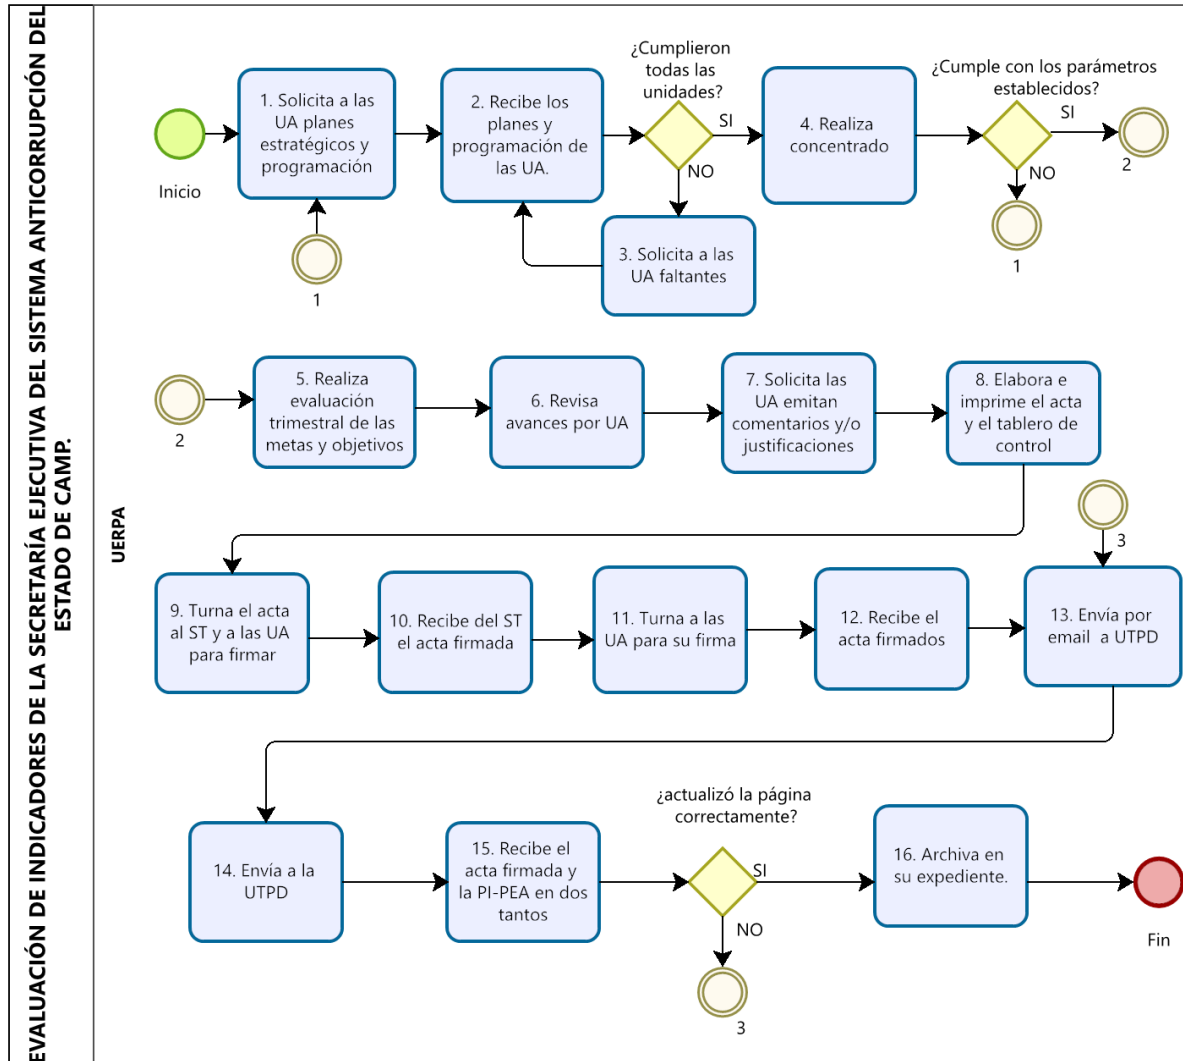 EVALUACIÓN DE INDICADORES DE LA SECRETARÍA EJECUTIVA DEL SISTEMA ANTICORRUPCIÓN DEL
ESTADO DE CAMP.
UERPA
Inicio
1. Solicita a las
UA planes
estratégicos y
programación
1
2. Recibe los
planes y
programación de
las UA.
¿Cumplieron
todas las
unidades?
SI
NO
3. Solicita a las
UA faltantes
4. Realiza
concentrado
¿Cumple con los parámetros
establecidos?
SI
2
NO
1
2
5. Realiza
evaluación
trimestral de las
metas y objetivos
6. Revisa
avances por UA
7. Solicita las
UA emitan
comentarios y/o
justificaciones
8. Elabora e
imprime el acta
y el tablero de
control
3
9. Turna el acta
al ST y a las UA
para firmar
10. Recibe del ST
el acta firmada
11. Turna a las
UA para su firma
12. Recibe el
acta firmados
13. Envía por
email a UTPD
14. Envía a la
UTPD
15. Recibe el
acta firmada y
la PI-PEA en dos
tantos
¿actualizó la página
correctamente?
SI
NO
3
16. Archiva en
su expediente.
Fin